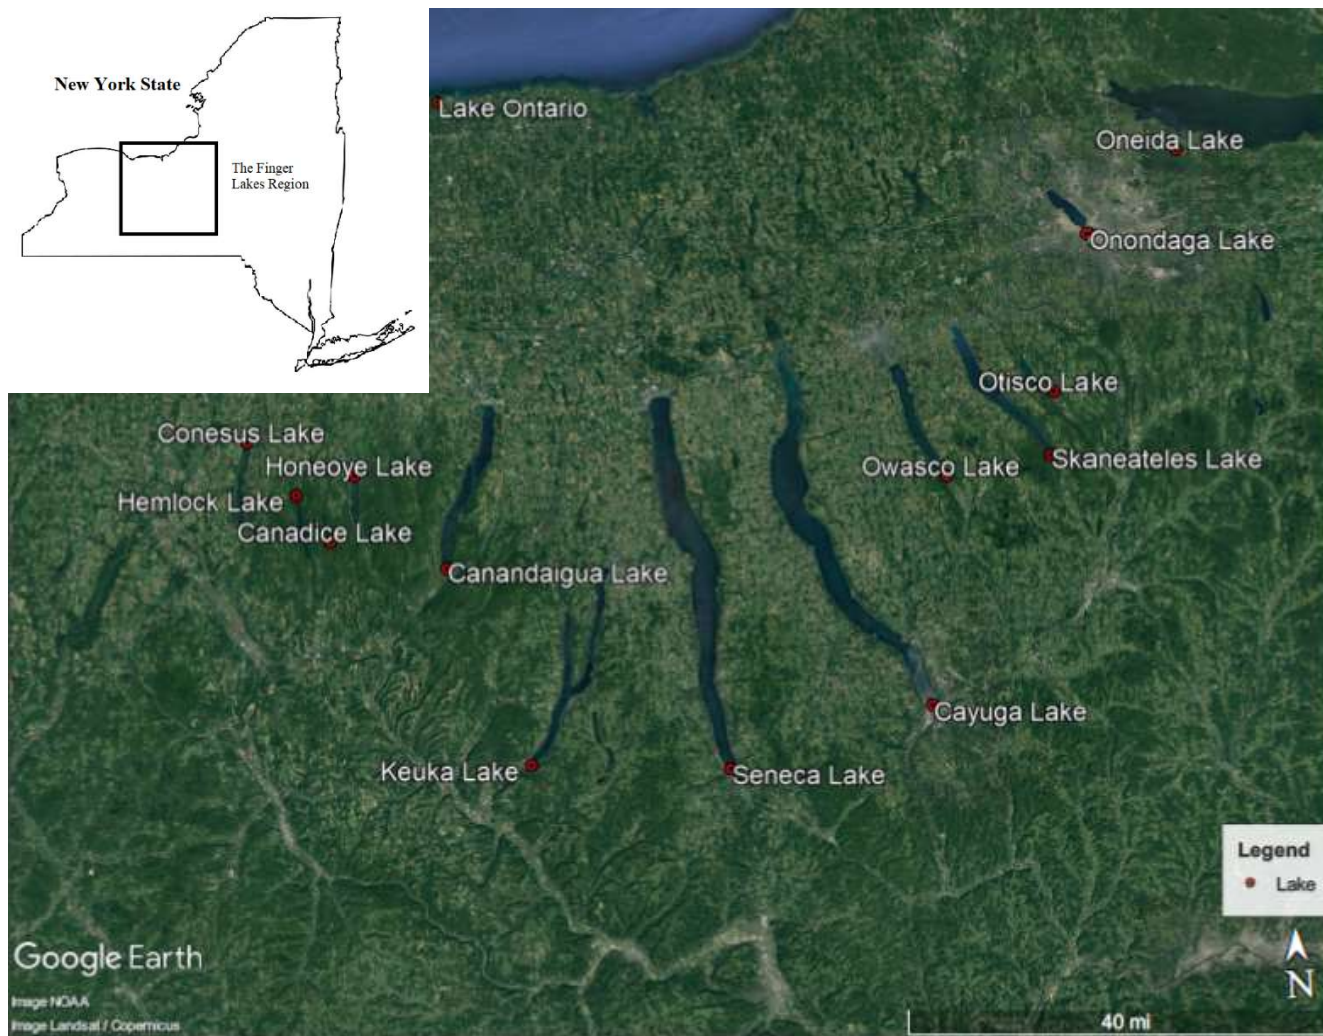 New York State
The Finger
Lakes Region
Lake Ontario
Oneida Lake
Onondaga Lake
Otisco Lake
Conesus Lake
Honeoye Lake
Owasco Lake
Skaneateles Lake
Hemlock Lake
Canadice Lake
Canandaigua Lake
Cayuga Lake
Keuka Lake
Seneca Lake
Legend
Lake
Google Earth
N
Image NOAA
Image Landsat / Copernicus
40 mi